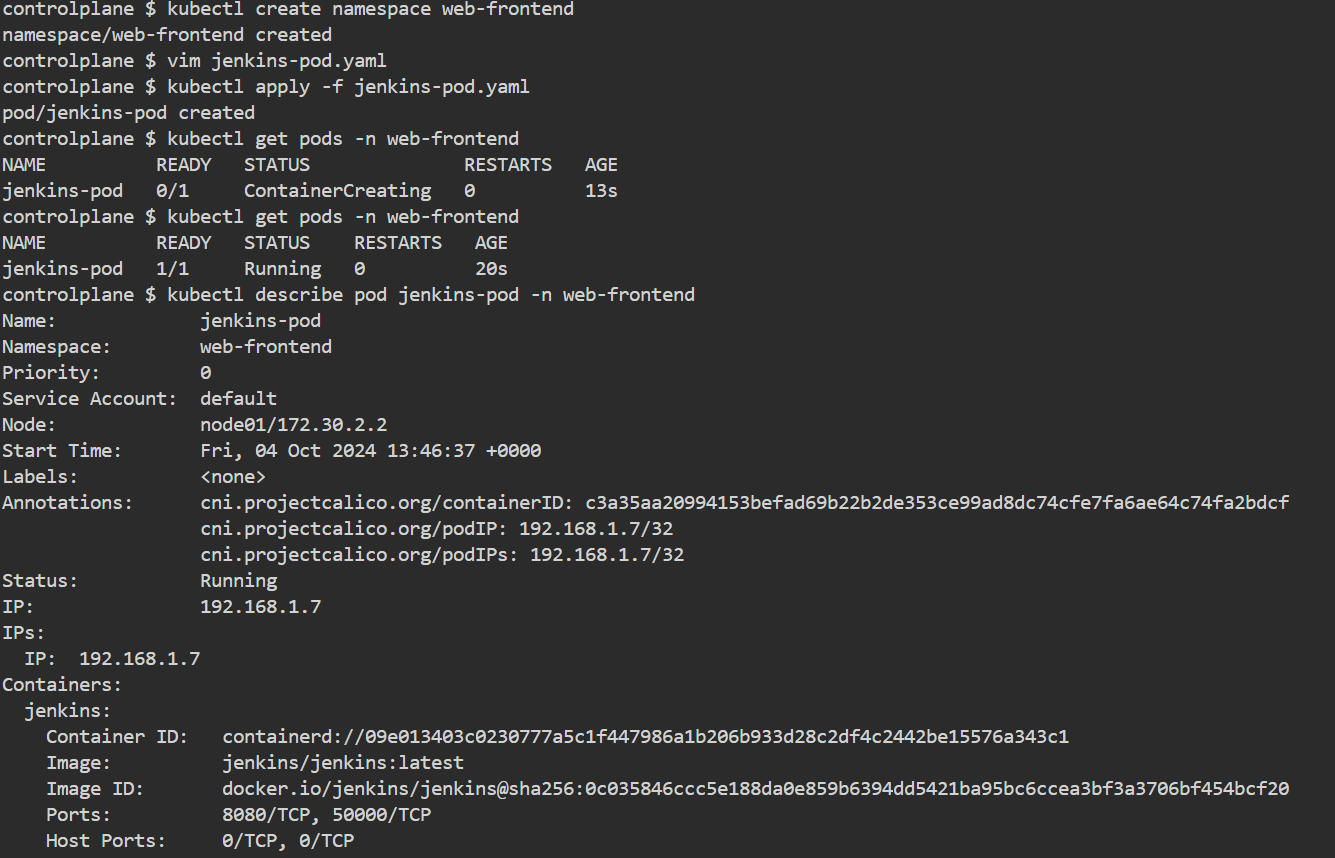 controlplane $ kubectl create namespace web-frontend
namespace/web-frontend created
controlplane $ vim jenkins-pod.yaml
controlplane $ kubectl apply -f jenkins-pod.yaml
pod/jenkins-pod created
controlplane $ kubectl get pods -n web-frontend
NAME          READY   STATUS              RESTARTS   AGE
jenkins-pod   0/1     ContainerCreating   0          13s
controlplane $ kubectl get pods -n web-frontend
NAME          READY   STATUS    RESTARTS   AGE
jenkins-pod   1/1     Running   0          20s
controlplane $ kubectl describe pod jenkins-pod -n web-frontend
Name:             jenkins-pod
Namespace:        web-frontend
Priority:         0
Service Account:  default
Node:             node01/172.30.2.2
Start Time:       Fri, 04 Oct 2024 13:46:37 +0000
Labels:           <none>
Annotations:      cni.projectcalico.org/containerID: c3a35aa20994153befad69b22b2de353ce99ad8dc74cfe7fa6ae64c74fa2bdcf
                  cni.projectcalico.org/podIP: 192.168.1.7/32
                  cni.projectcalico.org/podIPs: 192.168.1.7/32
Status:           Running
IP:               192.168.1.7
IPs:
  IP:  192.168.1.7
Containers:
  jenkins:
    Container ID:   containerd://09e013403c0230777a5c1f447986a1b206b933d28c2df4c2442be15576a343c1
    Image:          jenkins/jenkins:latest
    Image ID:       docker.io/jenkins/jenkins@sha256:0c035846ccc5e188da0e859b6394dd5421ba95bc6ccea3bf3a3706bf454bcf20
    Ports:          8080/TCP, 50000/TCP
    Host Ports:     0/TCP, 0/TCP